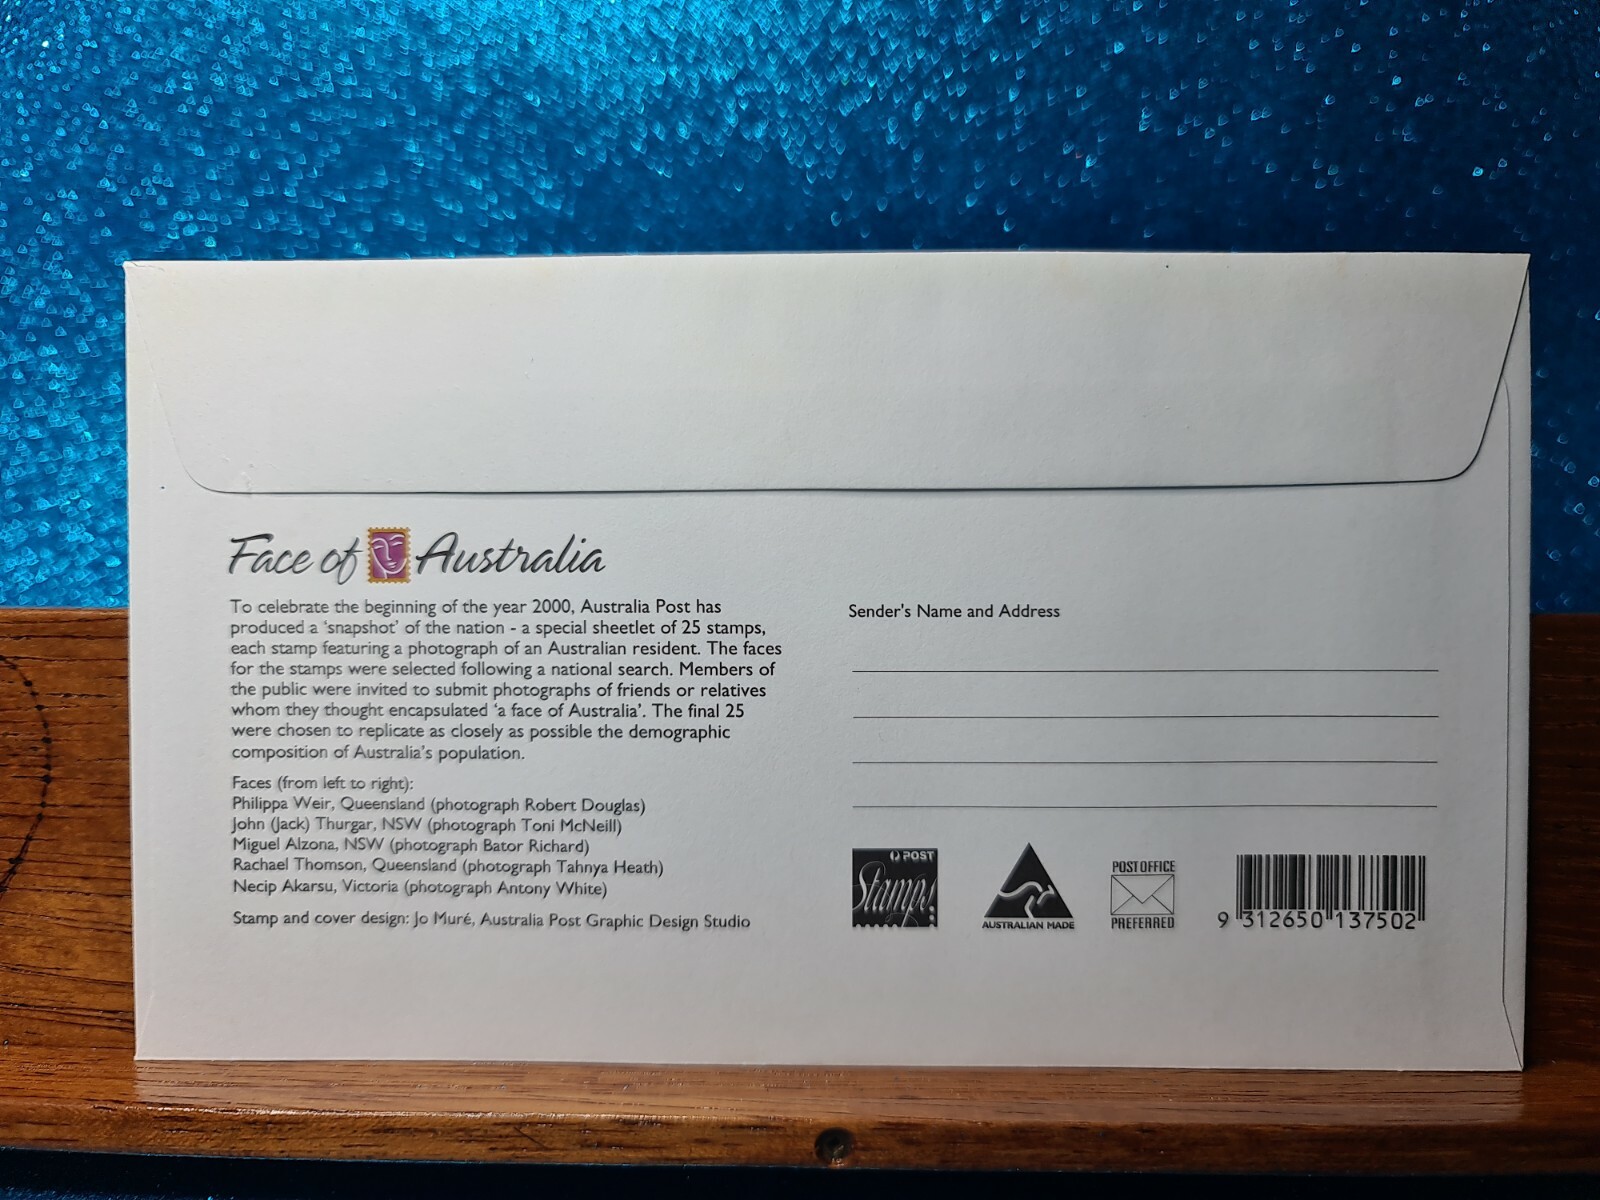 Face of Australia
To celebrate the beginning of the year 2000, Australia Post has
produced a 'snapshot' of the nation - a special sheetlet of 25 stamps,
each stamp featuring a photograph of an Australian resident. The faces
for the stamps were selected following a national search. Members of
the public were invited to submit photographs of friends or relatives
whom they thought encapsulated 'a face of Australia'. The final 25
were chosen to replicate as closely as possible the demographic
composition of Australia's population.
Faces (from left to right):
Philippa Weir, Queensland (photograph Robert Douglas)
John (Jack) Thurgar, NSW (photograph Toni McNeill)
Miguel Alzona, NSW (photograph Bator Richard)
Rachael Thomson, Queensland (photograph Tahnya Heath)
Necip Akarsu, Victoria (photograph Antony White)
Stamp and cover design: Jo Muré, Australia Post Graphic Design Studio
Sender's Name and Address
POST
Stamps
AUSTRALIAN MADE
POST OFFICE
PREFERRED
9 312650 137502